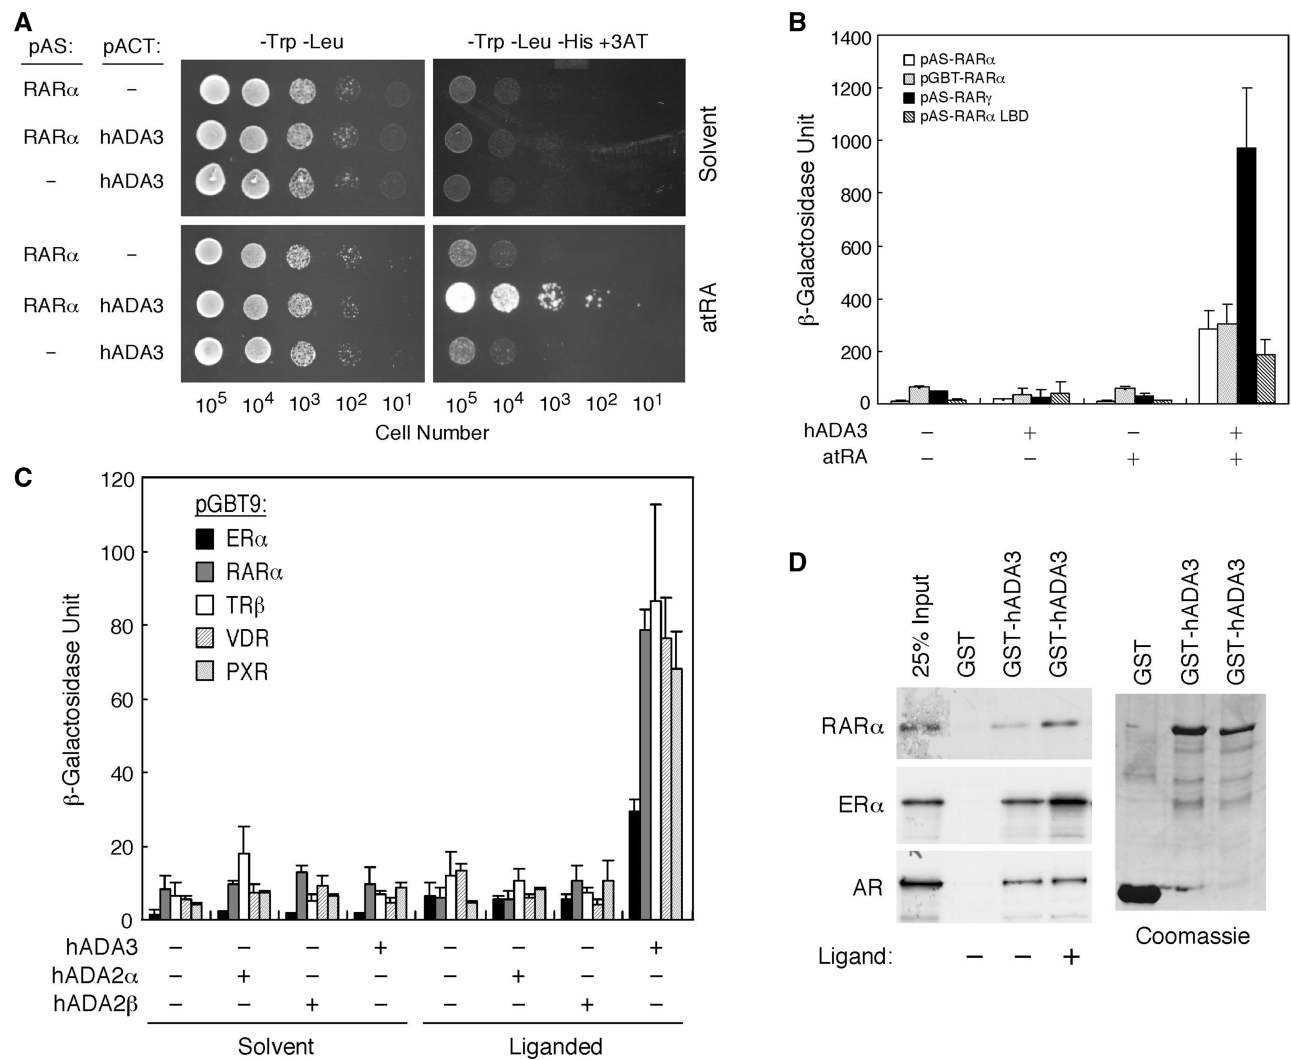 A
pAS: pACT: -Trp -Leu -Trp -Leu -His +3AT
RARα –
RARα hADA3
– hADA3
Solvent
RARα –
RARα hADA3
– hADA3
atRA
10⁵ 10⁴ 10³ 10² 10¹ 10⁵ 10⁴ 10³ 10² 10¹
Cell Number
B
β-Galactosidase Unit
1400
1200
1000
800
600
400
200
0
pAS-RARα
pGBT-RARα
pAS-RARγ
pAS-RARα LBD
hADA3 – + – +
atRA – – + +
C
β-Galactosidase Unit
120
100
80
60
40
20
0
pGBT9:
ERα
RARα
TRβ
VDR
PXR
hADA3 – – – + – – – +
hADA2α – + – – – + – –
hADA2β – – + – – – + –
Solvent Liganded
D
25% Input
GST
GST-hADA3
GST-hADA3
GST
GST-hADA3
GST-hADA3
RARα
ERα
AR
Ligand: – – +
Coomassie